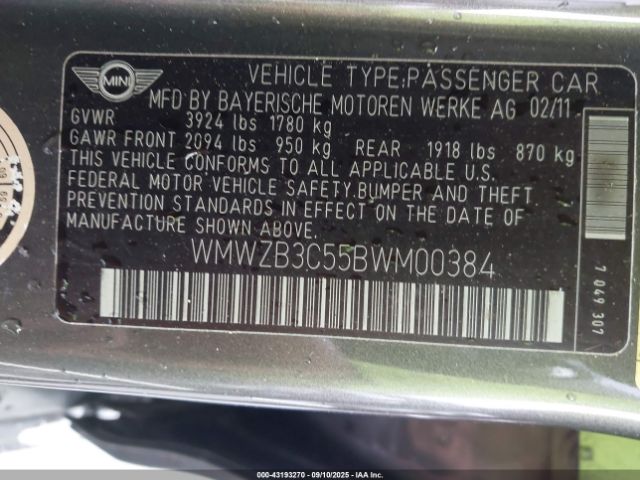 MINI
VEHICLE TYPE:PASSENGER CAR
MFD BY BAYERISCHE MOTOREN WERKE AG 02/11
GVWR 3924 lbs 1780 kg
GAWR FRONT 2094 lbs 950 kg REAR 1918 lbs 870 kg
THIS VEHICLE CONFORMS TO ALL APPLICABLE U.S.
FEDERAL MOTOR VEHICLE SAFETY,BUMPER AND THEFT
PREVENTION STANDARDS IN EFFECT ON THE DATE OF
MANUFACTURE SHOWN ABOVE.
WMWZB3C55BWM00384
7 049 307
000-43193270 - 09/10/2025 - IAA Inc.